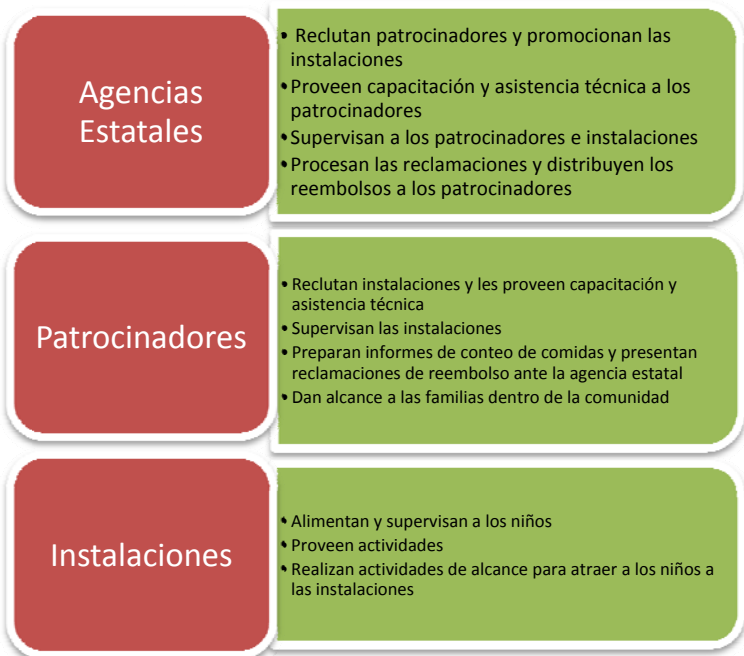 Agencias
Estatales
• Reclutan patrocinadores y promocionan las
instalaciones
• Proveen capacitación y asistencia técnica a los
patrocinadores
• Supervisan a los patrocinadores e instalaciones
• Procesan las reclamaciones y distribuyen los
reembolsos a los patrocinadores
Patrocinadores
• Reclutan instalaciones y les proveen capacitación y
asistencia técnica
• Supervisan las instalaciones
• Preparan informes de conteo de comidas y presentan
reclamaciones de reembolso ante la agencia estatal
• Dan alcance a las familias dentro de la comunidad
Instalaciones
• Alimentan y supervisan a los niños
• Proveen actividades
• Realizan actividades de alcance para atraer a los niños a
las instalaciones